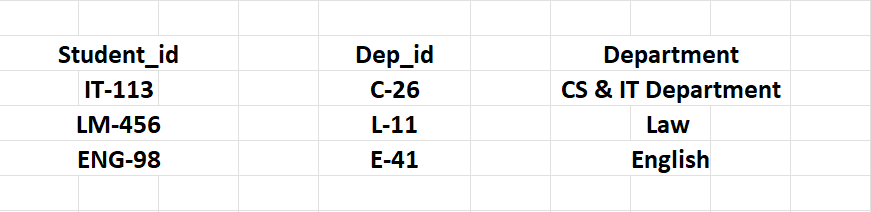 Student_id Dep_id Department
IT-113 C-26 CS & IT Department
LM-456 L-11 Law
ENG-98 E-41 English